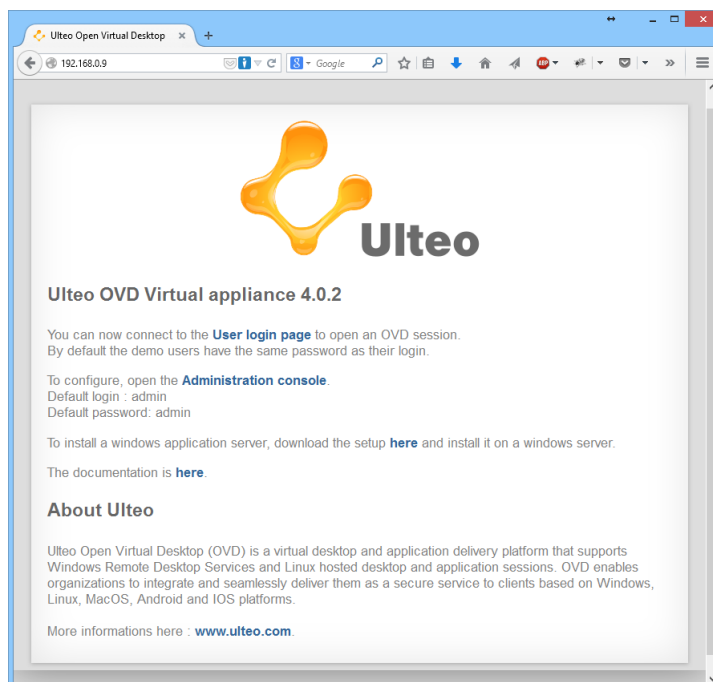 Ulteo Open Virtual Desktop
192.168.0.9
Google
ABP
Ulteo
Ulteo OVD Virtual appliance 4.0.2
You can now connect to the User login page to open an OVD session.
By default the demo users have the same password as their login.
To configure, open the Administration console.
Default login : admin
Default password: admin
To install a windows application server, download the setup here and install it on a windows server.
The documentation is here.
About Ulteo
Ulteo Open Virtual Desktop (OVD) is a virtual desktop and application delivery platform that supports
Windows Remote Desktop Services and Linux hosted desktop and application sessions. OVD enables
organizations to integrate and seamlessly deliver them as a secure service to clients based on Windows,
Linux, MacOS, Android and IOS platforms.
More informations here : www.ulteo.com.